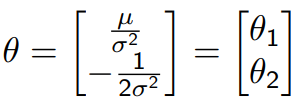 θ = [ μ/σ² ; −1/2σ² ] = [ θ₁ ; θ₂ ]